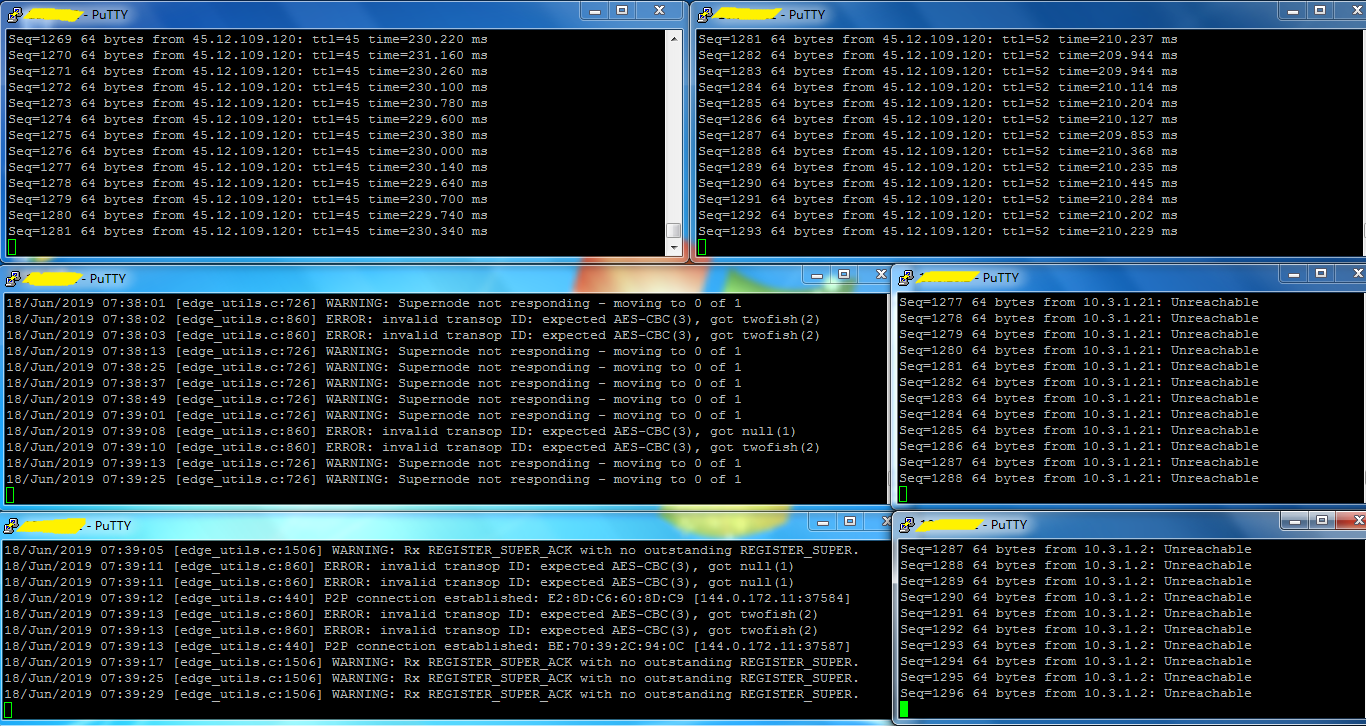 - PuTTY
Seq=1269 64 bytes from 45.12.109.120: ttl=45 time=230.220 ms
Seq=1270 64 bytes from 45.12.109.120: ttl=45 time=231.160 ms
Seq=1271 64 bytes from 45.12.109.120: ttl=45 time=230.260 ms
Seq=1272 64 bytes from 45.12.109.120: ttl=45 time=230.100 ms
Seq=1273 64 bytes from 45.12.109.120: ttl=45 time=230.780 ms
Seq=1274 64 bytes from 45.12.109.120: ttl=45 time=229.600 ms
Seq=1275 64 bytes from 45.12.109.120: ttl=45 time=230.380 ms
Seq=1276 64 bytes from 45.12.109.120: ttl=45 time=230.000 ms
Seq=1277 64 bytes from 45.12.109.120: ttl=45 time=230.140 ms
Seq=1278 64 bytes from 45.12.109.120: ttl=45 time=229.640 ms
Seq=1279 64 bytes from 45.12.109.120: ttl=45 time=230.700 ms
Seq=1280 64 bytes from 45.12.109.120: ttl=45 time=229.740 ms
Seq=1281 64 bytes from 45.12.109.120: ttl=45 time=230.340 ms
- PuTTY
Seq=1281 64 bytes from 45.12.109.120: ttl=52 time=210.237 ms
Seq=1282 64 bytes from 45.12.109.120: ttl=52 time=209.944 ms
Seq=1283 64 bytes from 45.12.109.120: ttl=52 time=209.944 ms
Seq=1284 64 bytes from 45.12.109.120: ttl=52 time=210.114 ms
Seq=1285 64 bytes from 45.12.109.120: ttl=52 time=210.204 ms
Seq=1286 64 bytes from 45.12.109.120: ttl=52 time=210.127 ms
Seq=1287 64 bytes from 45.12.109.120: ttl=52 time=209.853 ms
Seq=1288 64 bytes from 45.12.109.120: ttl=52 time=210.368 ms
Seq=1289 64 bytes from 45.12.109.120: ttl=52 time=210.235 ms
Seq=1290 64 bytes from 45.12.109.120: ttl=52 time=210.445 ms
Seq=1291 64 bytes from 45.12.109.120: ttl=52 time=210.284 ms
Seq=1292 64 bytes from 45.12.109.120: ttl=52 time=210.202 ms
Seq=1293 64 bytes from 45.12.109.120: ttl=52 time=210.229 ms
- PuTTY
18/Jun/2019 07:38:01 [edge_utils.c:726] WARNING: Supernode not responding - moving to 0 of 1
18/Jun/2019 07:38:02 [edge_utils.c:860] ERROR: invalid transop ID: expected AES-CBC(3), got twofish(2)
18/Jun/2019 07:38:03 [edge_utils.c:860] ERROR: invalid transop ID: expected AES-CBC(3), got twofish(2)
18/Jun/2019 07:38:13 [edge_utils.c:726] WARNING: Supernode not responding - moving to 0 of 1
18/Jun/2019 07:38:25 [edge_utils.c:726] WARNING: Supernode not responding - moving to 0 of 1
18/Jun/2019 07:38:37 [edge_utils.c:726] WARNING: Supernode not responding - moving to 0 of 1
18/Jun/2019 07:38:49 [edge_utils.c:726] WARNING: Supernode not responding - moving to 0 of 1
18/Jun/2019 07:39:01 [edge_utils.c:726] WARNING: Supernode not responding - moving to 0 of 1
18/Jun/2019 07:39:08 [edge_utils.c:860] ERROR: invalid transop ID: expected AES-CBC(3), got null(1)
18/Jun/2019 07:39:10 [edge_utils.c:860] ERROR: invalid transop ID: expected AES-CBC(3), got twofish(2)
18/Jun/2019 07:39:13 [edge_utils.c:726] WARNING: Supernode not responding - moving to 0 of 1
18/Jun/2019 07:39:25 [edge_utils.c:726] WARNING: Supernode not responding - moving to 0 of 1
- PuTTY
Seq=1277 64 bytes from 10.3.1.21: Unreachable
Seq=1278 64 bytes from 10.3.1.21: Unreachable
Seq=1279 64 bytes from 10.3.1.21: Unreachable
Seq=1280 64 bytes from 10.3.1.21: Unreachable
Seq=1281 64 bytes from 10.3.1.21: Unreachable
Seq=1282 64 bytes from 10.3.1.21: Unreachable
Seq=1283 64 bytes from 10.3.1.21: Unreachable
Seq=1284 64 bytes from 10.3.1.21: Unreachable
Seq=1285 64 bytes from 10.3.1.21: Unreachable
Seq=1286 64 bytes from 10.3.1.21: Unreachable
Seq=1287 64 bytes from 10.3.1.21: Unreachable
Seq=1288 64 bytes from 10.3.1.21: Unreachable
- PuTTY
18/Jun/2019 07:39:05 [edge_utils.c:1506] WARNING: Rx REGISTER_SUPER_ACK with no outstanding REGISTER_SUPER.
18/Jun/2019 07:39:11 [edge_utils.c:860] ERROR: invalid transop ID: expected AES-CBC(3), got null(1)
18/Jun/2019 07:39:11 [edge_utils.c:860] ERROR: invalid transop ID: expected AES-CBC(3), got null(1)
18/Jun/2019 07:39:12 [edge_utils.c:440] P2P connection established: E2:8D:C6:60:8D:C9 [144.0.172.11:37584]
18/Jun/2019 07:39:13 [edge_utils.c:860] ERROR: invalid transop ID: expected AES-CBC(3), got twofish(2)
18/Jun/2019 07:39:13 [edge_utils.c:860] ERROR: invalid transop ID: expected AES-CBC(3), got twofish(2)
18/Jun/2019 07:39:13 [edge_utils.c:440] P2P connection established: BE:70:39:2C:94:0C [144.0.172.11:37587]
18/Jun/2019 07:39:17 [edge_utils.c:1506] WARNING: Rx REGISTER_SUPER_ACK with no outstanding REGISTER_SUPER.
18/Jun/2019 07:39:25 [edge_utils.c:1506] WARNING: Rx REGISTER_SUPER_ACK with no outstanding REGISTER_SUPER.
18/Jun/2019 07:39:29 [edge_utils.c:1506] WARNING: Rx REGISTER_SUPER_ACK with no outstanding REGISTER_SUPER.
- PuTTY
Seq=1287 64 bytes from 10.3.1.2: Unreachable
Seq=1288 64 bytes from 10.3.1.2: Unreachable
Seq=1289 64 bytes from 10.3.1.2: Unreachable
Seq=1290 64 bytes from 10.3.1.2: Unreachable
Seq=1291 64 bytes from 10.3.1.2: Unreachable
Seq=1292 64 bytes from 10.3.1.2: Unreachable
Seq=1293 64 bytes from 10.3.1.2: Unreachable
Seq=1294 64 bytes from 10.3.1.2: Unreachable
Seq=1295 64 bytes from 10.3.1.2: Unreachable
Seq=1296 64 bytes from 10.3.1.2: Unreachable